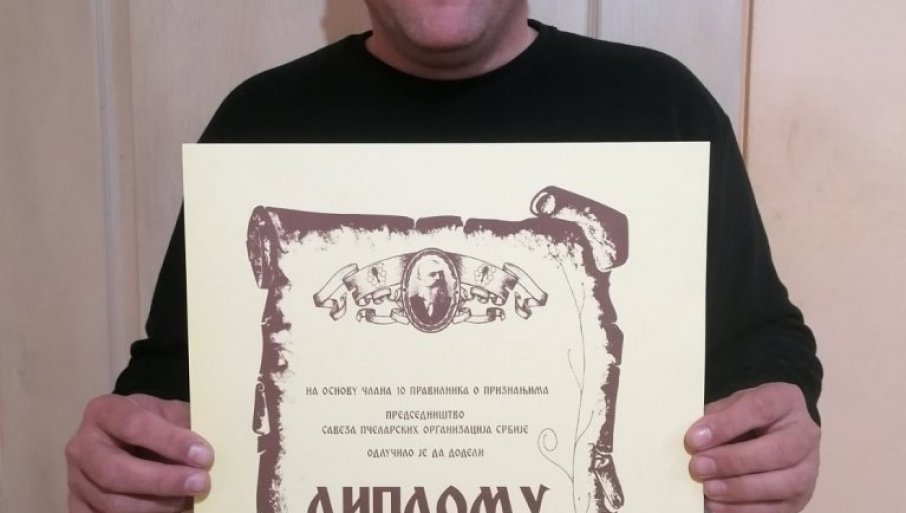 НА ОСНОВУ ЧЛАНА 10 ПРАВИЛНИКА О ПРИЗНАЊИМА
ПРЕДСЕДНИШТВО
САВЕЗА ПЧЕЛАРСКИХ ОРГАНИЗАЦИЈА СРБИЈЕ
ОДЛУЧИЛО ЈЕ ДА ДОДЕЛИ
ДИПЛОМУ